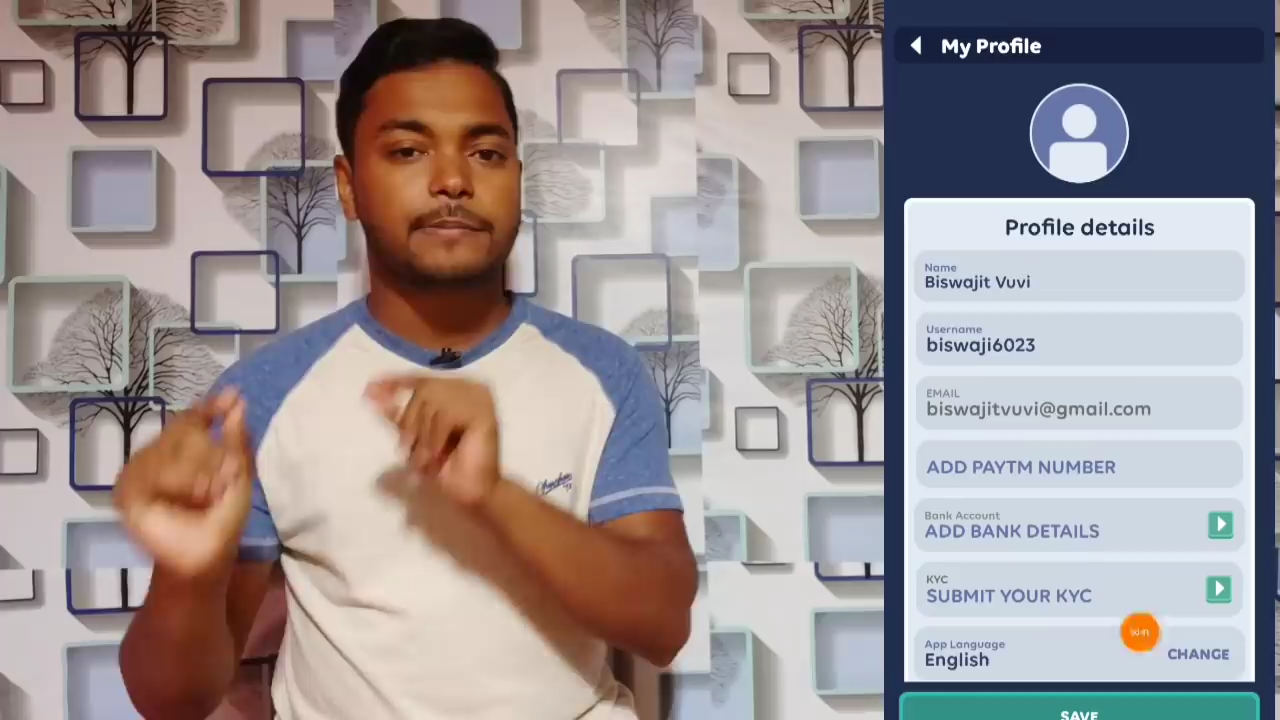 My Profile
Profile details
Name
Biswajit Vuvi
Username
biswaji6023
EMAIL
biswajitvuvi@gmail.com
ADD PAYTM NUMBER
Bank Account
ADD BANK DETAILS
KYC
SUBMIT YOUR KYC
App Language
English
CHANGE
SAVE